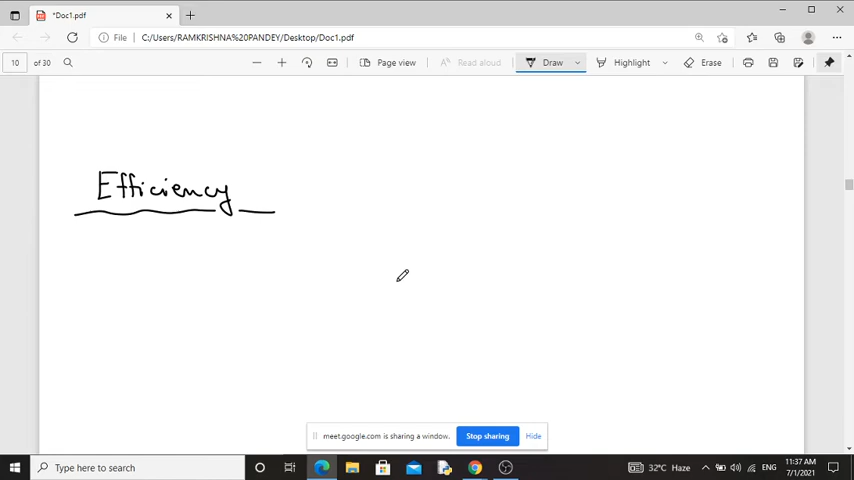 *Doc1.pdf
File C:/Users/RAMKRISHNA%20PANDEY/Desktop/Doc1.pdf
10 of 30 Page view Read aloud Draw Highlight Erase
Efficiency
meet.google.com is sharing a window. Stop sharing Hide
Type here to search 32°C Haze ENG 11:37 AM
7/1/2021